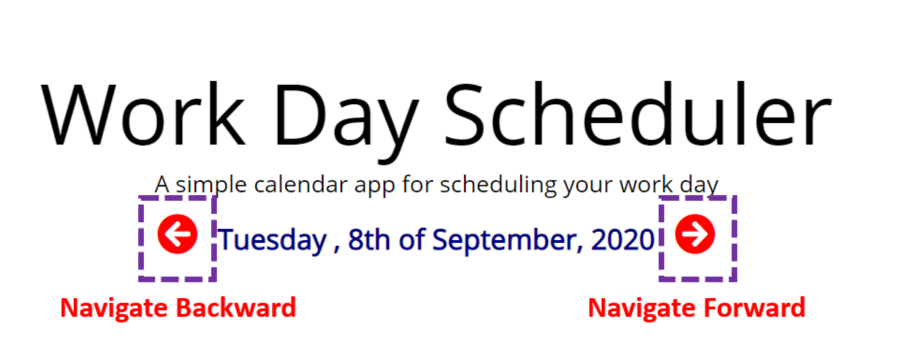 Work Day Scheduler
A simple calendar app for scheduling your work day
Tuesday , 8th of September, 2020
Navigate Backward
Navigate Forward